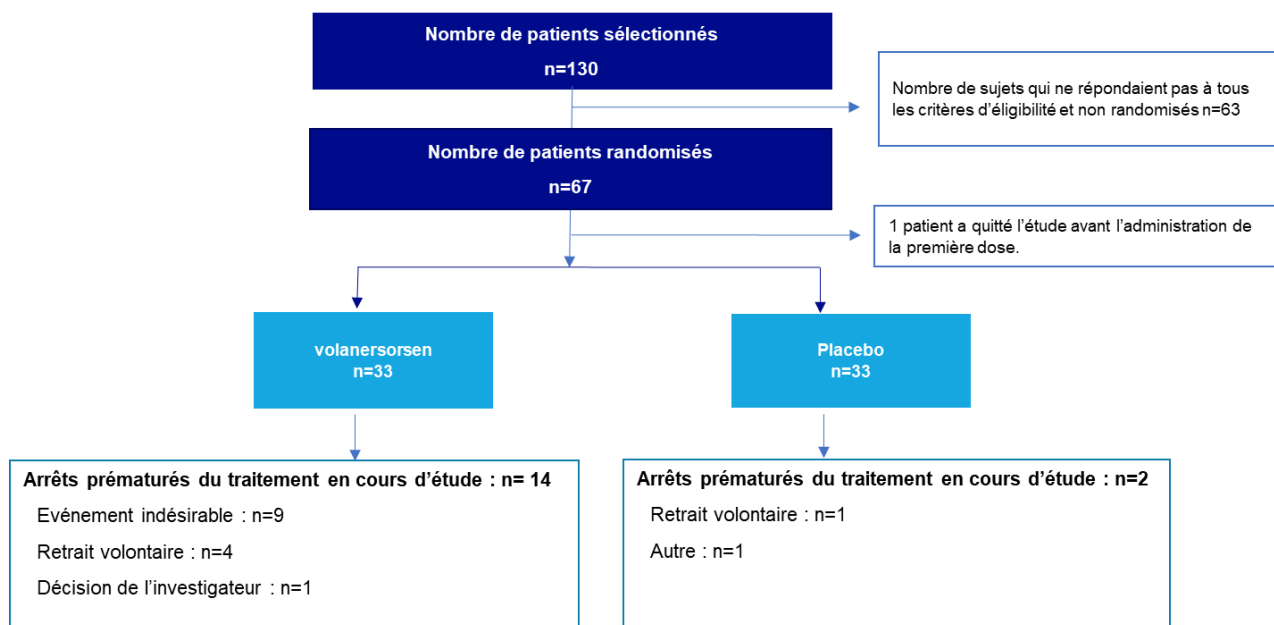 Nombre de patients sélectionnés
n=130
Nombre de sujets qui ne répondaient pas à tous
les critères d'éligibilité et non randomisés n=63
Nombre de patients randomisés
n=67
1 patient a quitté l'étude avant l'administration de
la première dose.
volanersorsen
n=33
Placebo
n=33
Arrêts prématurés du traitement en cours d'étude : n= 14
Evénement indésirable : n=9
Retrait volontaire : n=4
Décision de l'investigateur : n=1
Arrêts prématurés du traitement en cours d'étude : n=2
Retrait volontaire : n=1
Autre : n=1